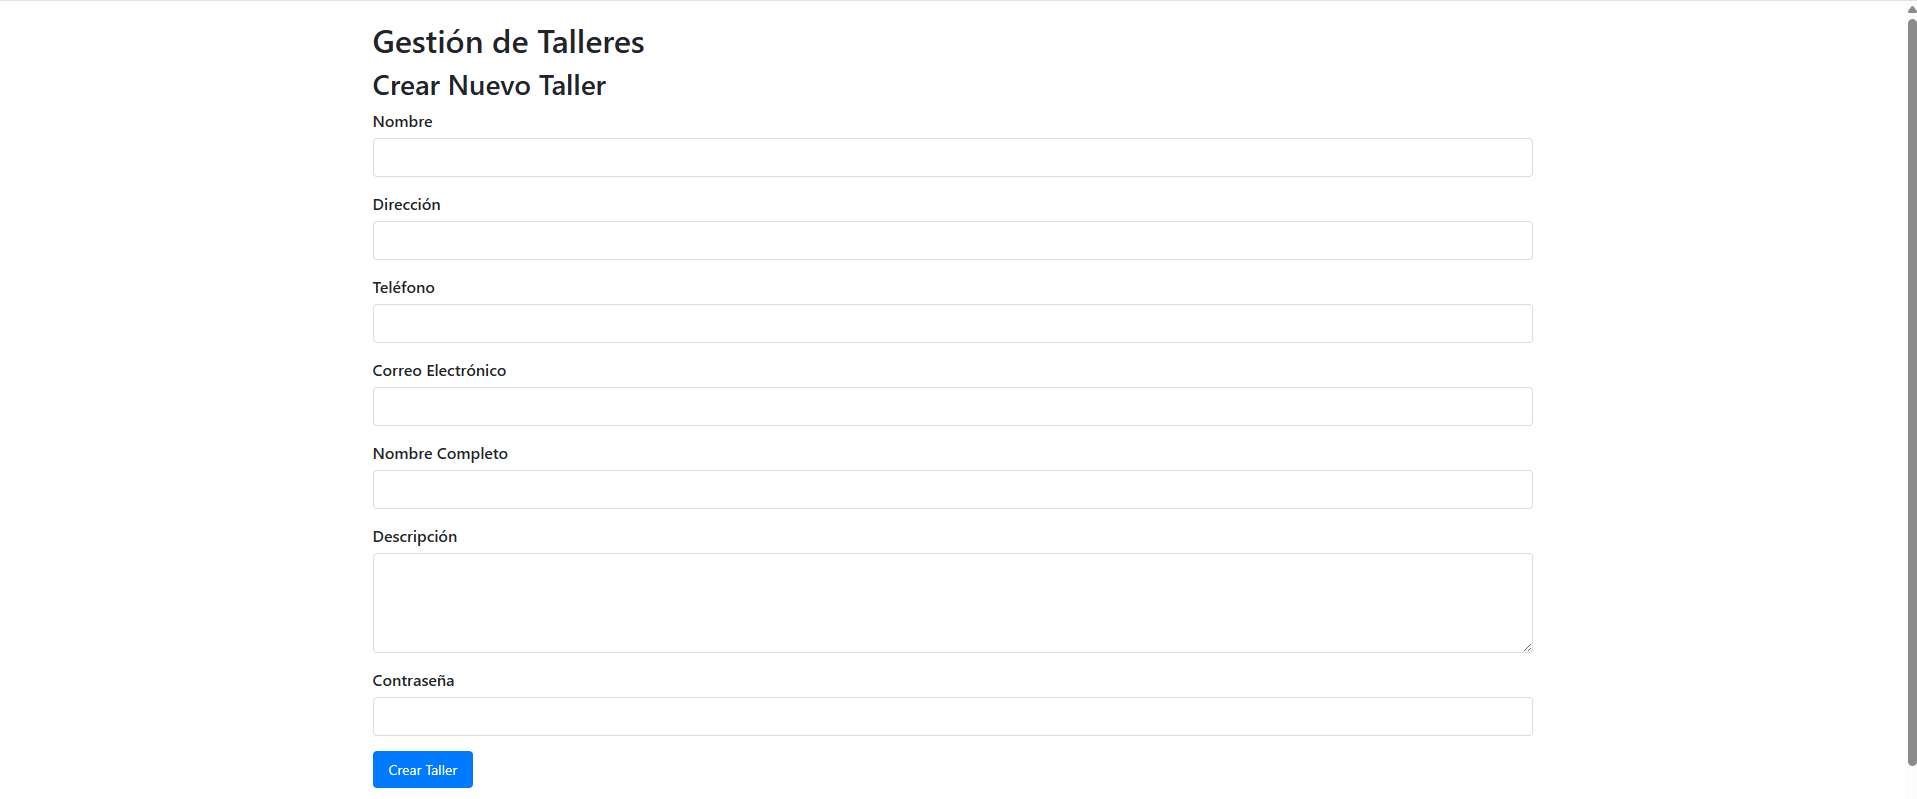 Gestión de Talleres
Crear Nuevo Taller
Nombre
Dirección
Teléfono
Correo Electrónico
Nombre Completo
Descripción
Contraseña
Crear Taller